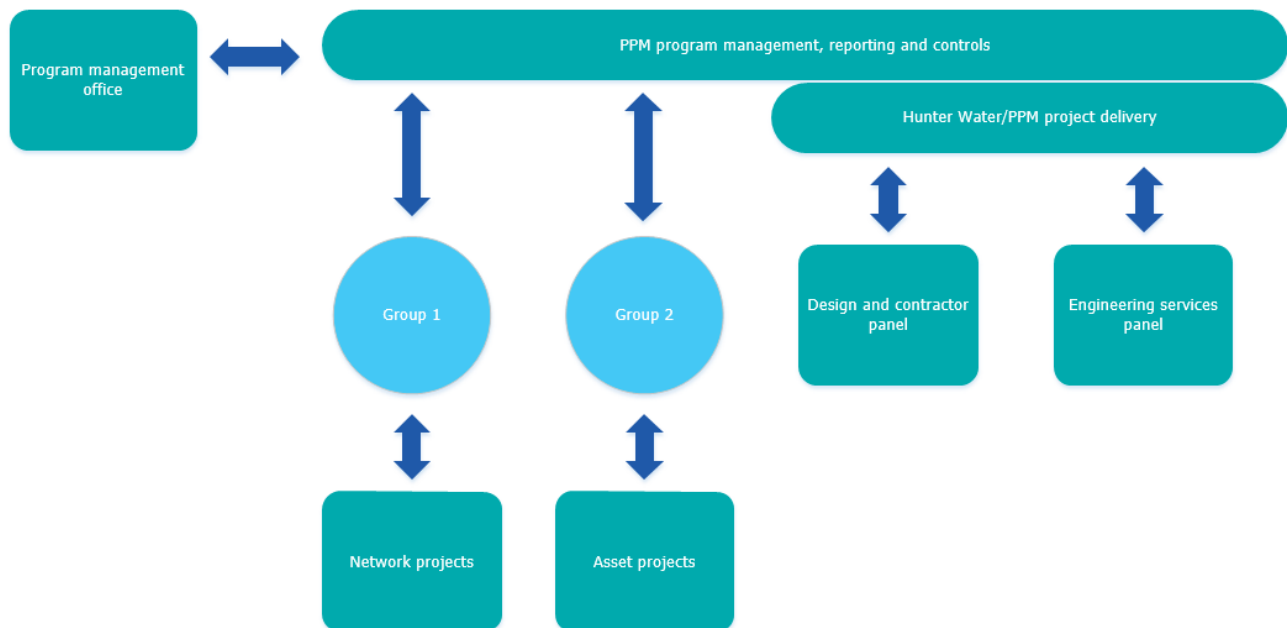 PPM program management, reporting and controls
Program management
office
Hunter Water/PPM project delivery
Group 1
Group 2
Design and contractor
panel
Engineering services
panel
Network projects
Asset projects